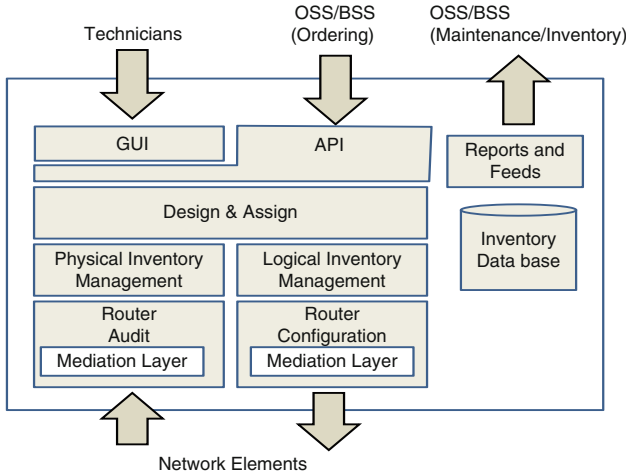 Technicians
OSS/BSS
(Ordering)
OSS/BSS
(Maintenance/Inventory)
GUI
API
Reports and
Feeds
Design & Assign
Inventory
Data base
Physical Inventory
Management
Logical Inventory
Management
Router
Audit
Mediation Layer
Router
Configuration
Mediation Layer
Network Elements